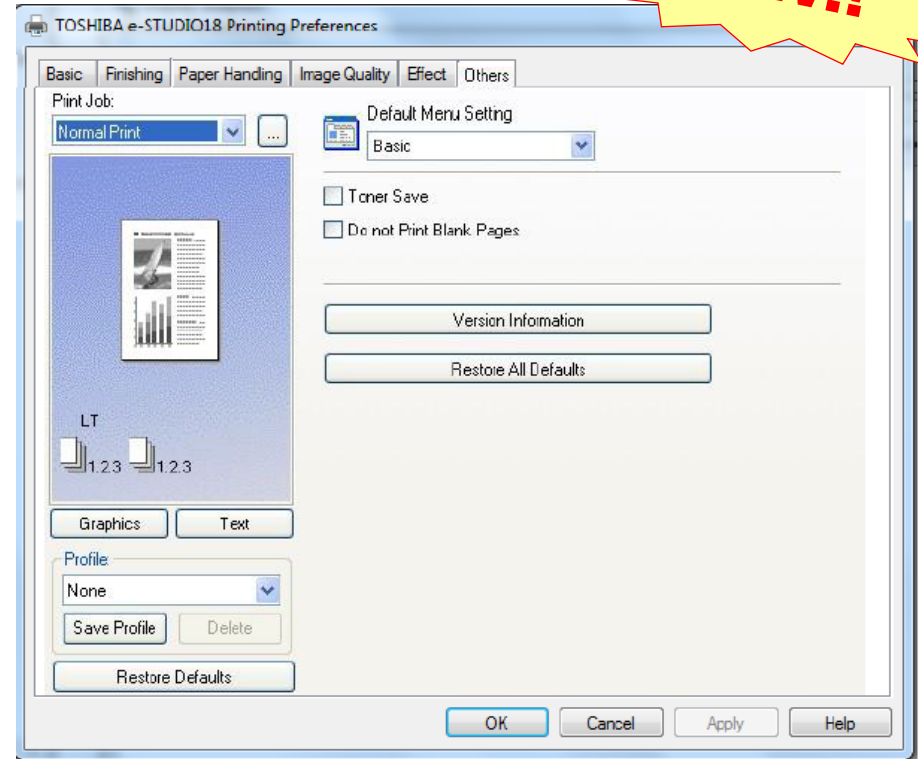 TOSHIBA e-STUDIO18 Printing Preferences
Basic Finishing Paper Handing Image Quality Effect Others
Print Job:
Normal Print ...
Default Menu Setting
Basic
Toner Save
Do not Print Blank Pages
Version Information
Restore All Defaults
LT
1.2.3 1.2.3
Graphics Text
Profile:
None
Save Profile Delete
Restore Defaults
OK Cancel Apply Help